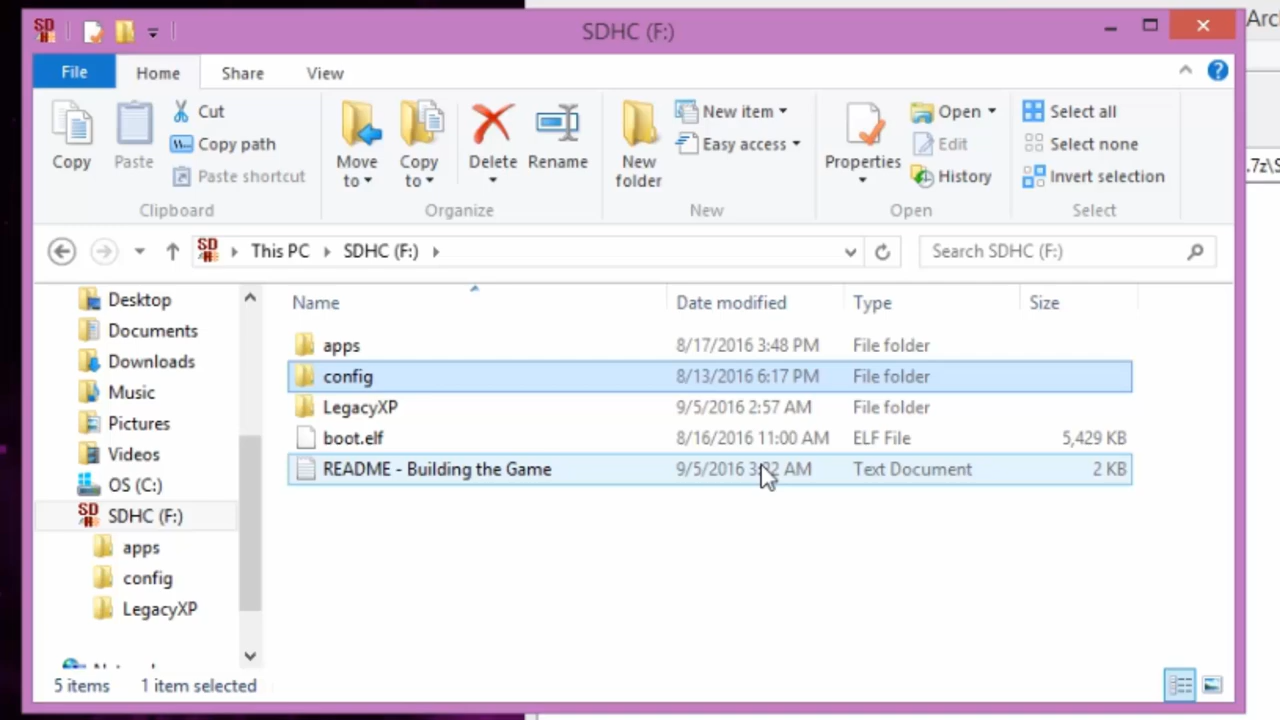 SDHC (F:)
Arc
File
Home
Share
View
Copy
Paste
Cut
Copy path
Paste shortcut
Clipboard
Move to
Copy to
Delete
Rename
Organize
New folder
New item
Easy access
New
Properties
Open
Edit
History
Open
Select all
Select none
Invert selection
Select
.7z\S
This PC
SDHC (F:)
Search SDHC (F:)
Desktop
Documents
Downloads
Music
Pictures
Videos
OS (C:)
SDHC (F:)
apps
config
LegacyXP
Name Date modified Type Size
apps 8/17/2016 3:48 PM File folder
config 8/13/2016 6:17 PM File folder
LegacyXP 9/5/2016 2:57 AM File folder
boot.elf 8/16/2016 11:00 AM ELF File 5,429 KB
README - Building the Game 9/5/2016 AM Text Document 2 KB
5 items 1 item selected